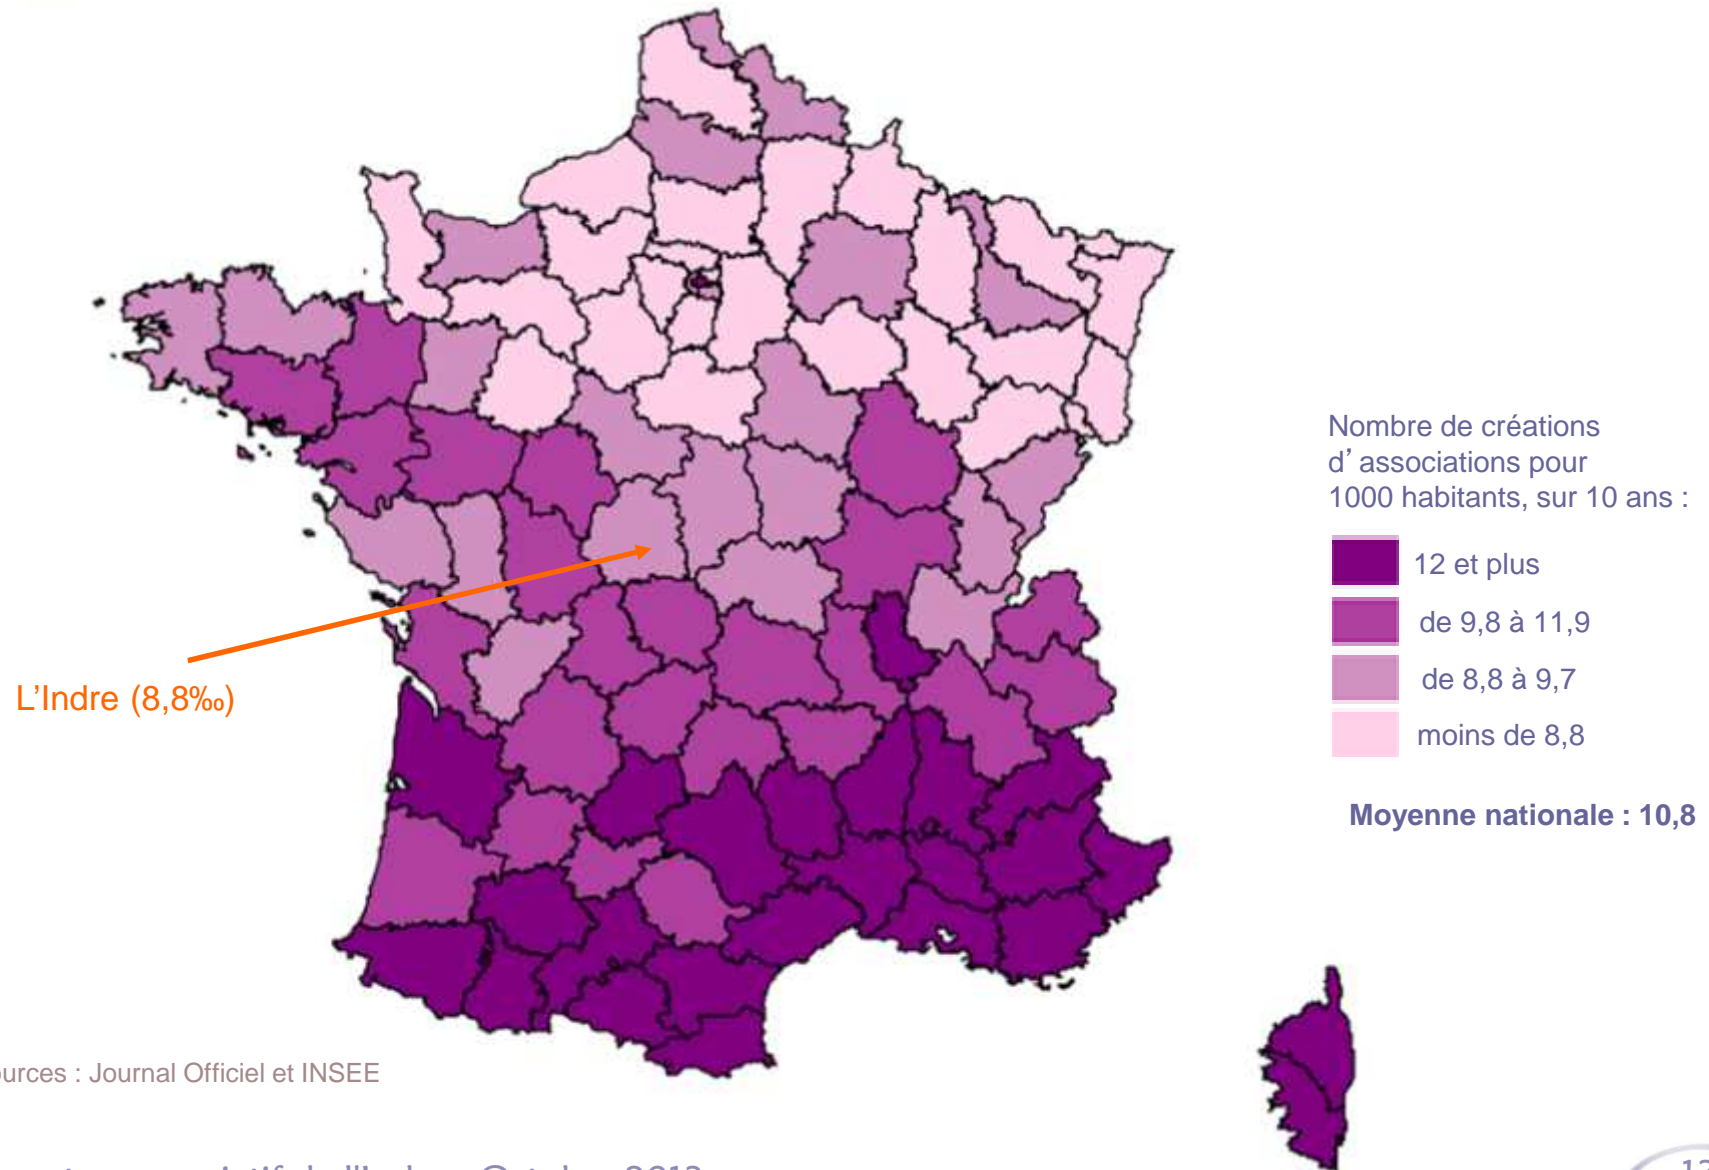 Nombre de créations
d’associations pour
1000 habitants, sur 10 ans :
12 et plus
de 9,8 à 11,9
de 8,8 à 9,7
moins de 8,8
Moyenne nationale : 10,8
L’Indre (8,8‰)
: Journal Officiel et INSEE